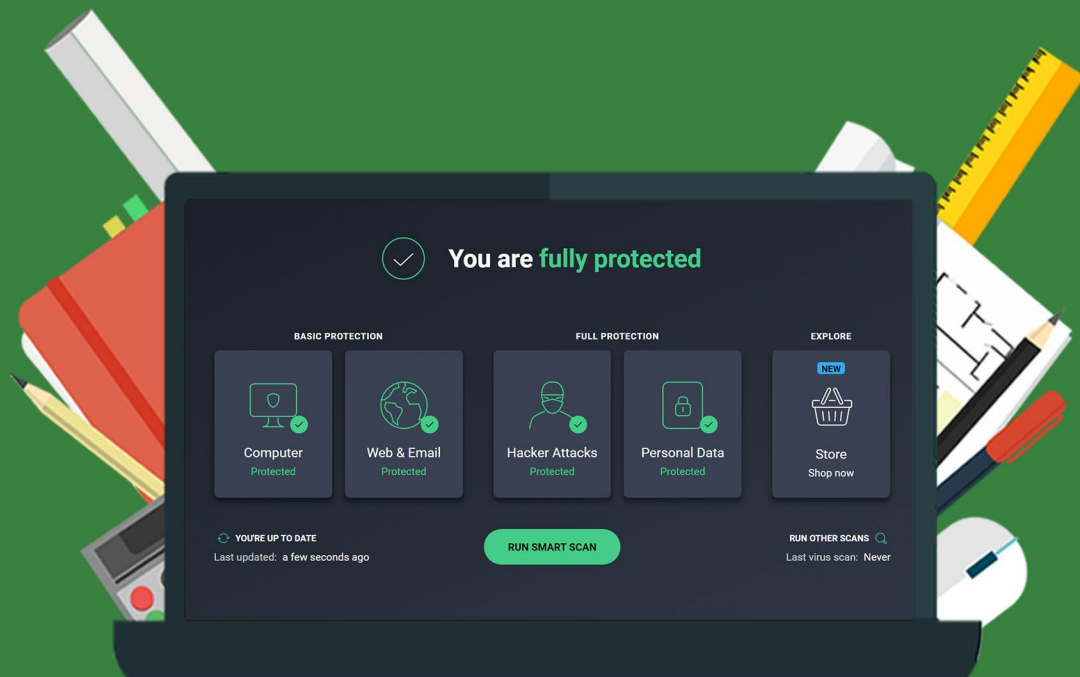 You are fully protected
BASIC PROTECTION
FULL PROTECTION
EXPLORE
Computer
Protected
Web & Email
Protected
Hacker Attacks
Protected
Personal Data
Protected
NEW
Store
Shop now
YOU'RE UP TO DATE
Last updated: a few seconds ago
RUN SMART SCAN
RUN OTHER SCANS
Last virus scan: Never